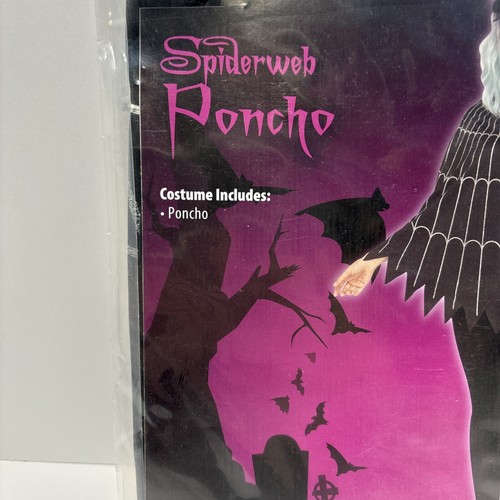 Spiderweb
Poncho
Costume Includes:
• Poncho